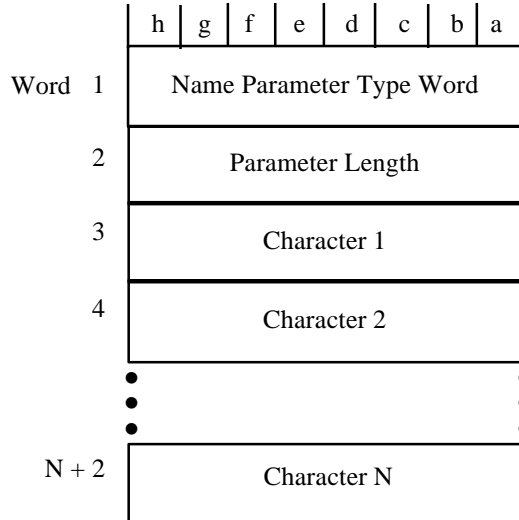 h g f e d c b a
Word 1 Name Parameter Type Word
2 Parameter Length
3 Character 1
4 Character 2
N + 2 Character N